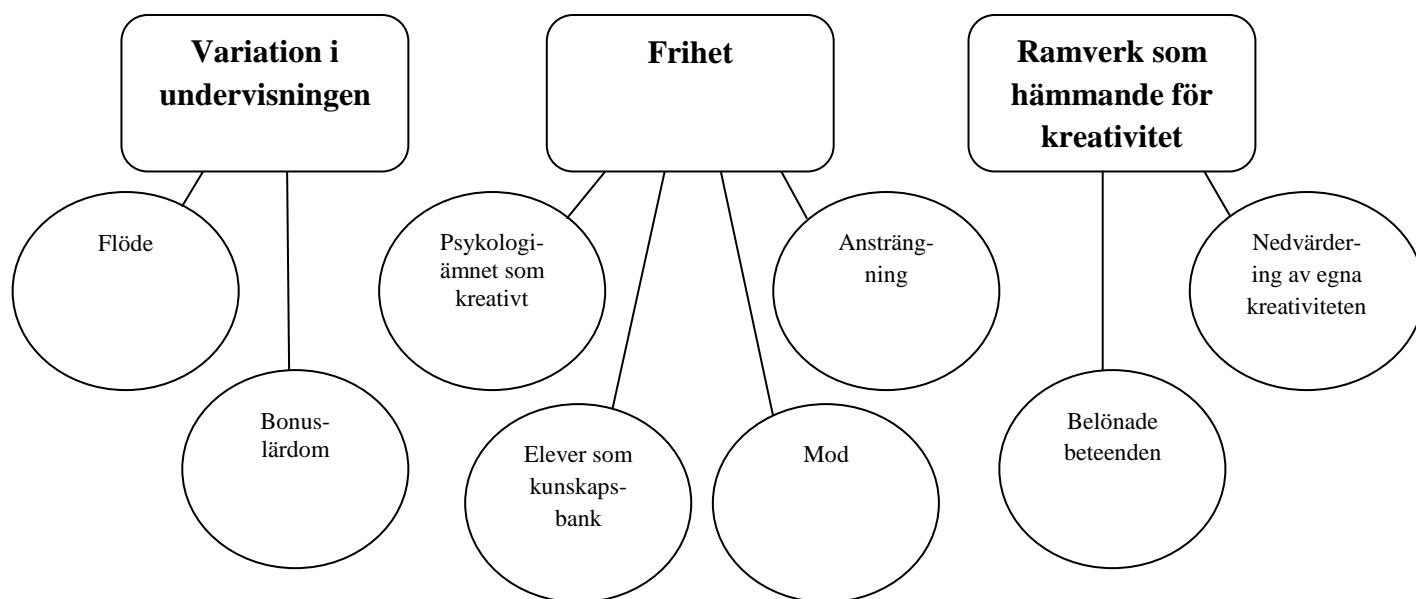 Variation i
undervisningen
Frihet
Ramverk som
hämmande för
kreativitet
Flöde
Psykologi-
ämnet som
kreativt
Ansträng-
ning
Nedvärder-
ing av egna
kreativiteten
Bonus-
lärdom
Elever som
kunskaps-
bank
Mod
Belönade
beteenden